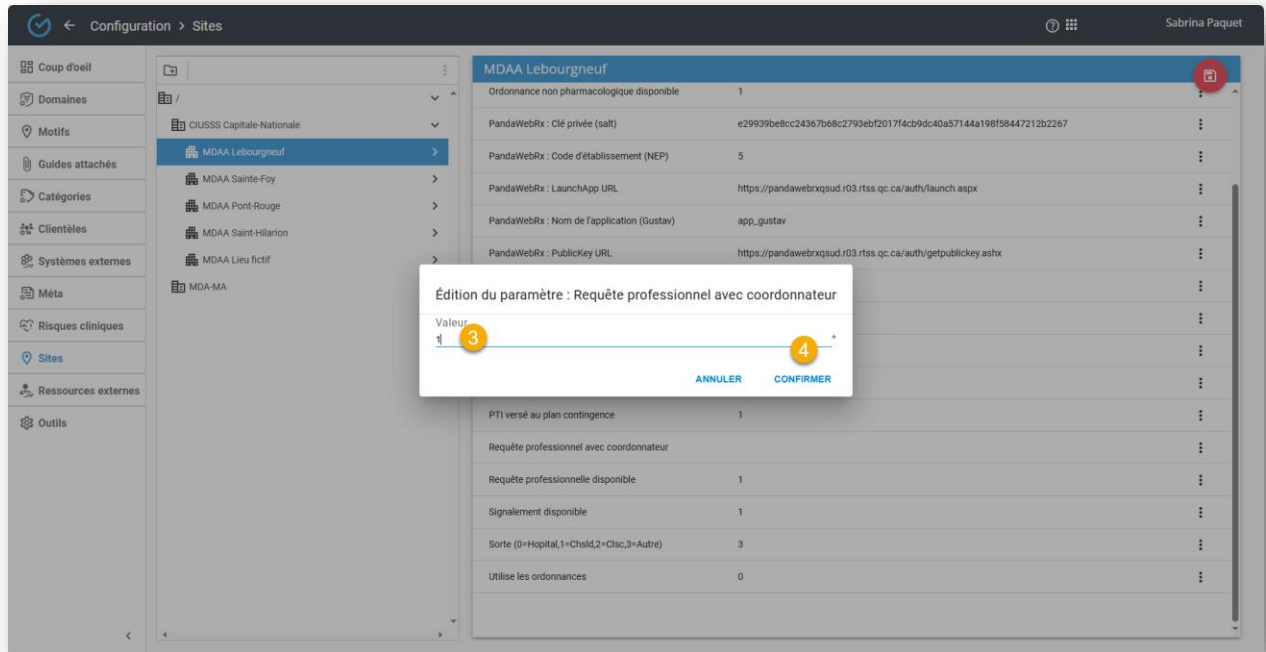 Configuration > Sites
Sabrina Paquet
Coup d'oeil
Domaines
Motifs
Guides attachés
Catégories
Clientèles
Systèmes externes
Méta
Risques cliniques
Sites
Ressources externes
Outils
/
CIUSSS Capitale-Nationale
MDAA Lebourgneuf
MDAA Sainte-Foy
MDAA Pont-Rouge
MDAA Saint-Hilarion
MDAA Lieu fictif
MDA-MA
MDAA Lebourgneuf
Ordonnance non pharmacologique disponible 1
PandaWebRx : Clé privée (salt) e29939be8cc24367b68c2793ebf2017f4cb9dc40a57144a198f58447212b2267
PandaWebRx : Code d'établissement (NEP) 5
PandaWebRx : LaunchApp URL https://pandawebrxqsud.r03.rtss.qc.ca/auth/launch.aspx
PandaWebRx : Nom de l'application (Gustav) app_gustav
PandaWebRx : PublicKey URL https://pandawebrxqsud.r03.rtss.qc.ca/auth/getpublickey.ashx
Édition du paramètre : Requête professionnel avec coordonnateur
Valeur
1 3 *
4
ANNULER CONFIRMER
PTI versé au plan contingence 1
Requête professionnel avec coordonnateur
Requête professionnelle disponible 1
Signalement disponible 1
Sorte (0=Hopital,1=Chsld,2=Clsc,3=Autre) 3
Utilise les ordonnances 0